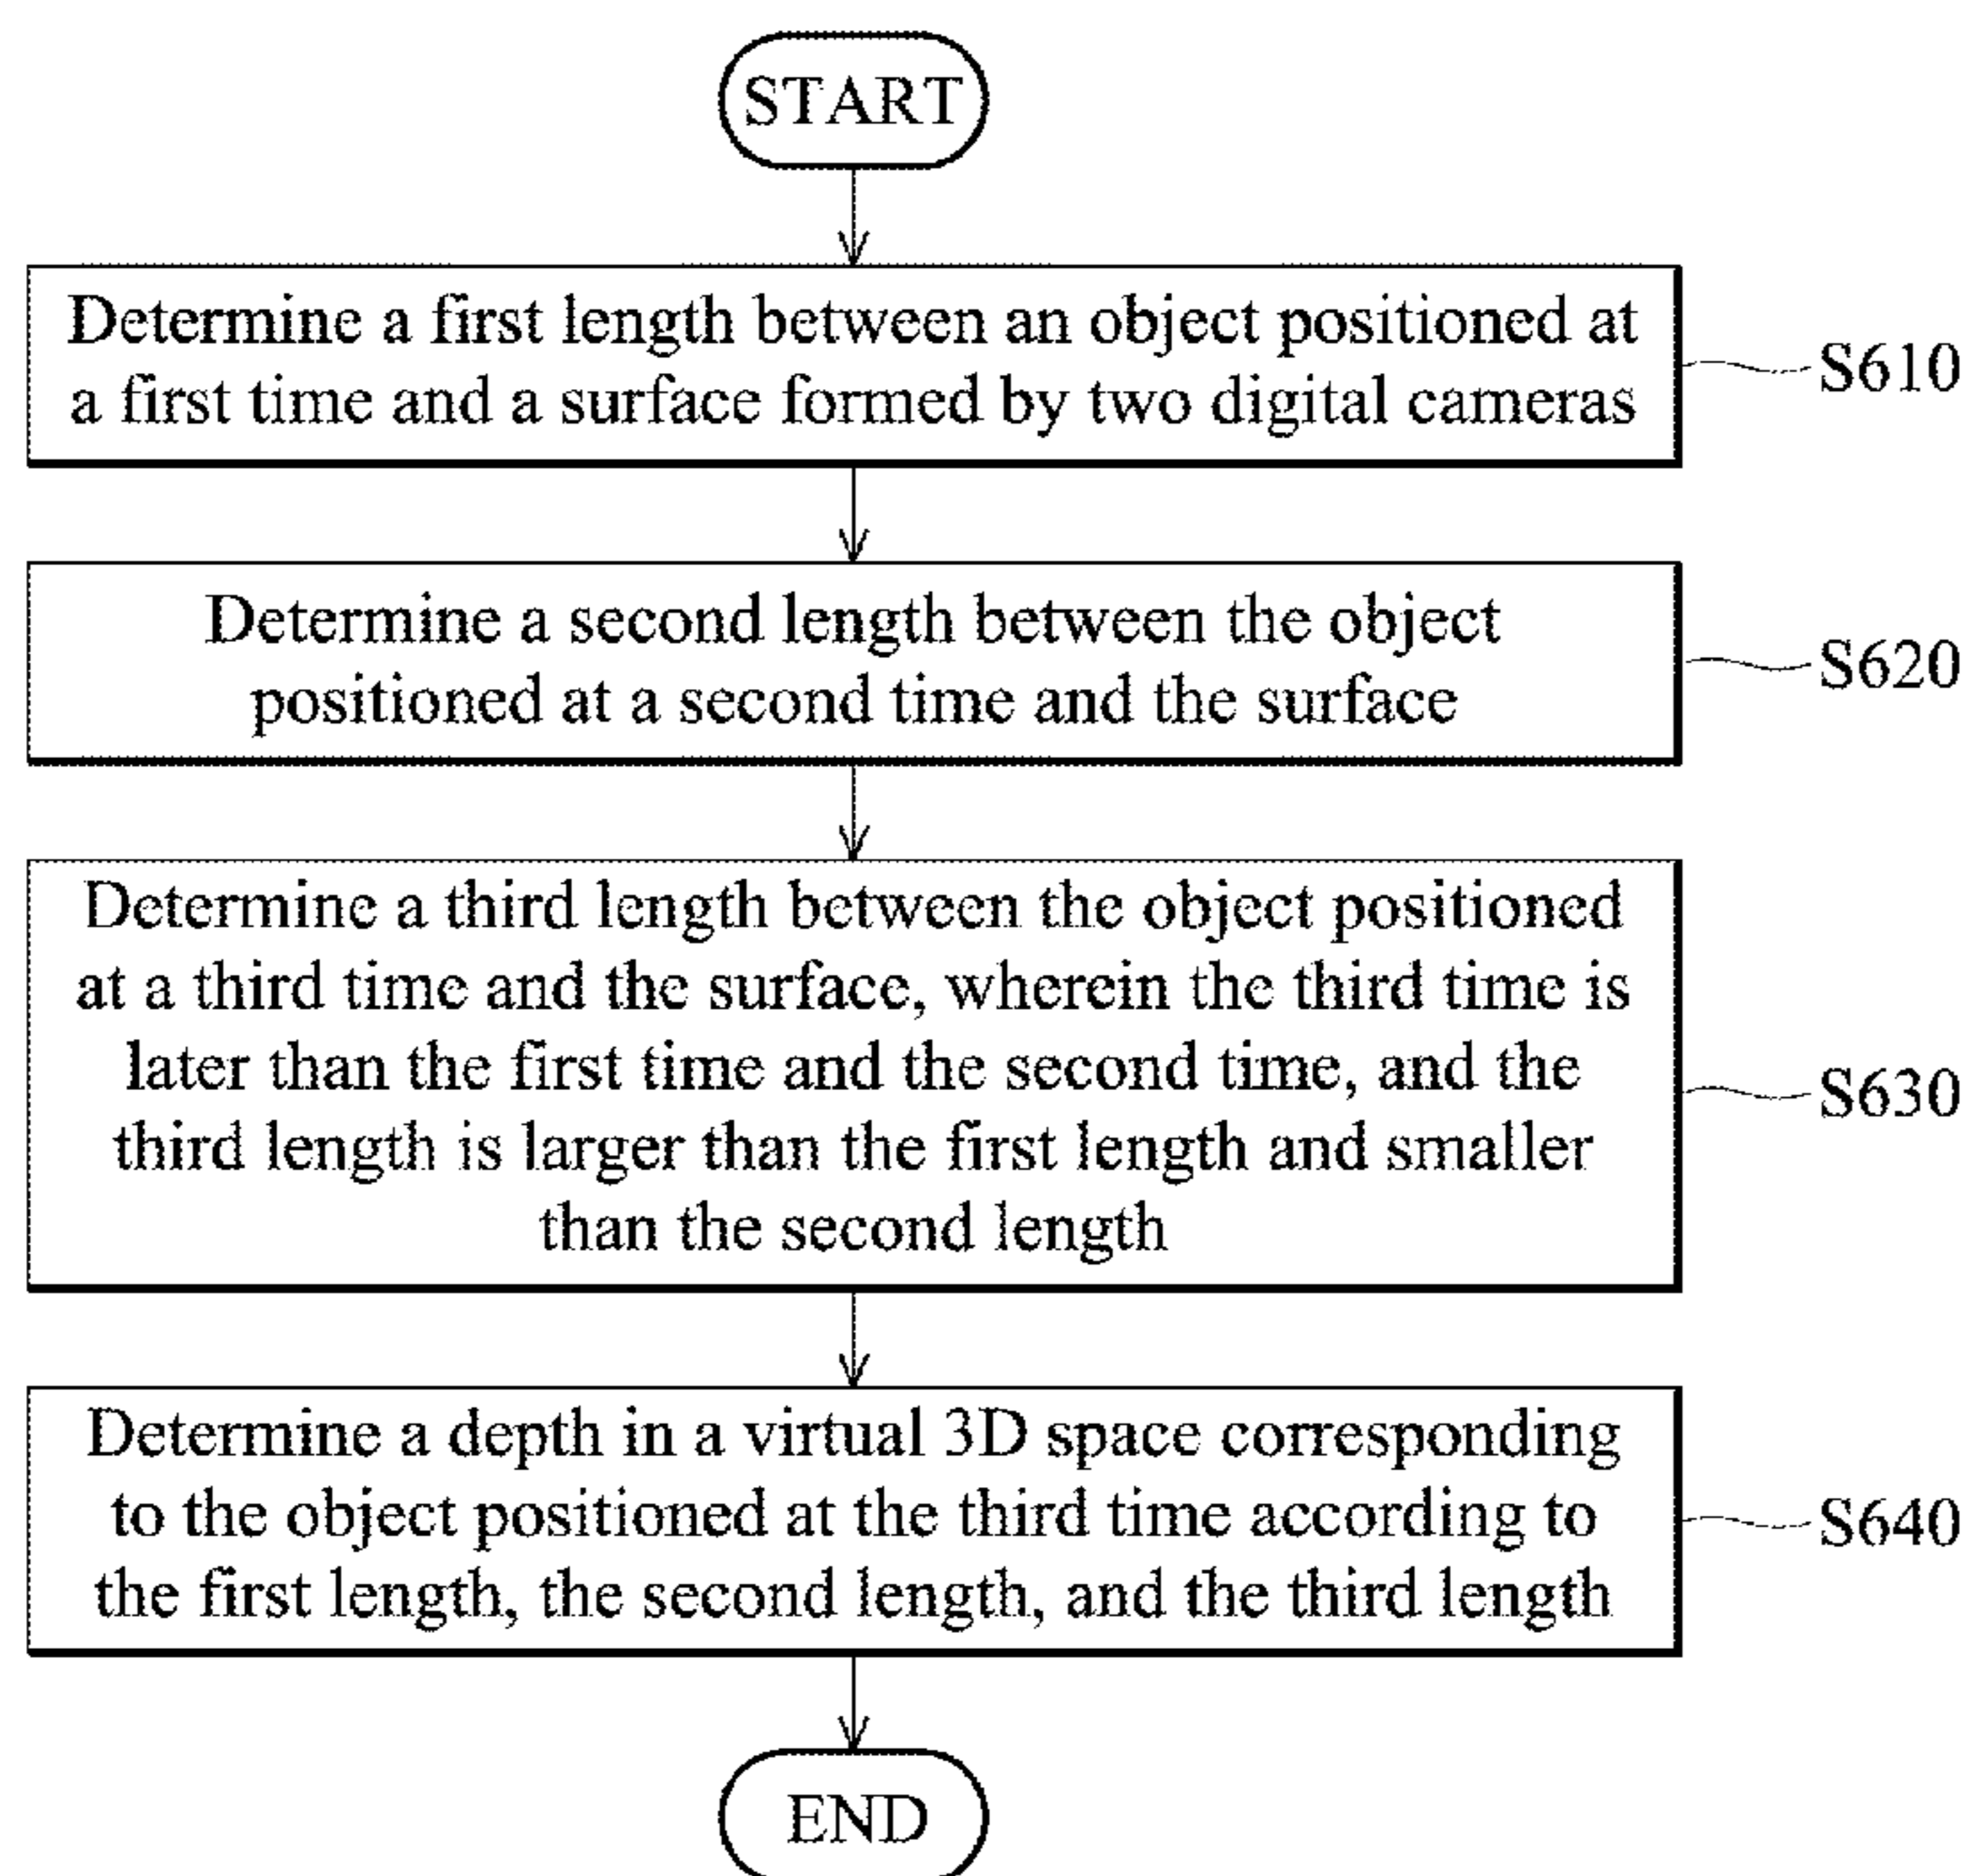 START
Determine a first length between an object positioned at
a first time and a surface formed by two digital cameras
S610
Determine a second length between the object
positioned at a second time and the surface
S620
Determine a third length between the object positioned
at a third time and the surface, wherein the third time is
later than the first time and the second time, and the
third length is larger than the first length and smaller
than the second length
S630
Determine a depth in a virtual 3D space corresponding
to the object positioned at the third time according to
the first length, the second length, and the third length
S640
END